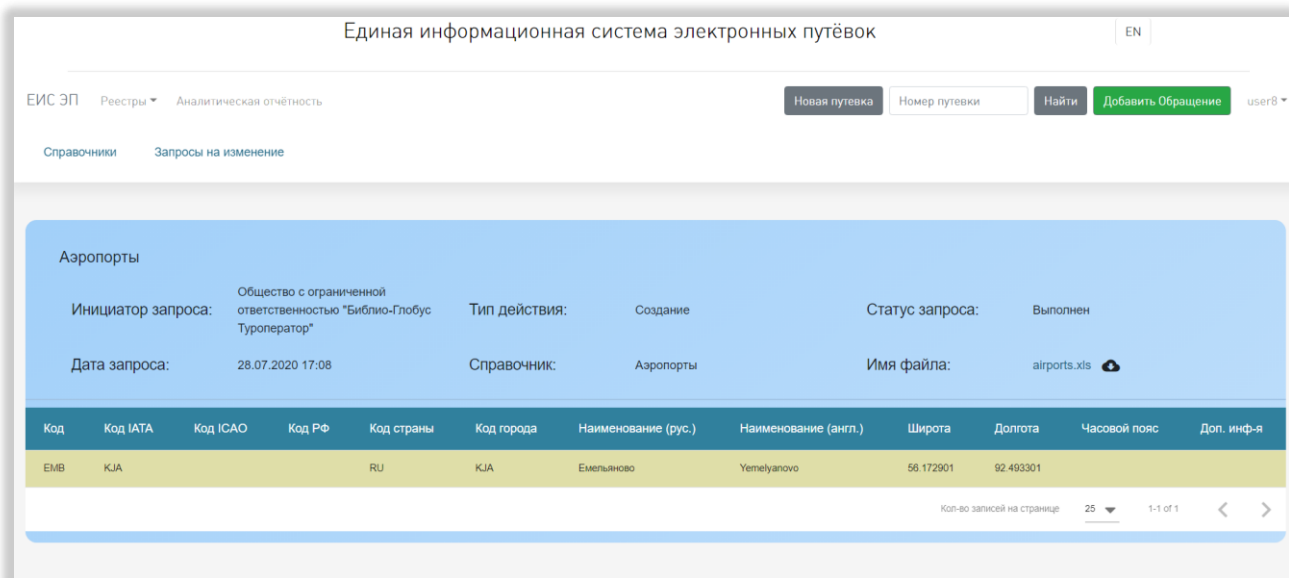 Единая информационная система электронных путёвок EN
ЕИС ЭП Реестры Аналитическая отчётность Новая путевка Номер путевки Найти Добавить Обращение user8
Справочники Запросы на изменение
Аэропорты
Инициатор запроса: Общество с ограниченной ответственностью "Библио-Глобус Туроператор" Тип действия: Создание Статус запроса: Выполнен
Дата запроса: 28.07.2020 17:08 Справочник: Аэропорты Имя файла: airports.xls
Код Код IATA Код ICAO Код РФ Код страны Код города Наименование (рус.) Наименование (англ.) Широта Долгота Часовой пояс Доп. инф-я
EMB KJA RU KJA Емельяново Yemelyanovo 56.172901 92.493301
Кол-во записей на странице 25 1-1 of 1